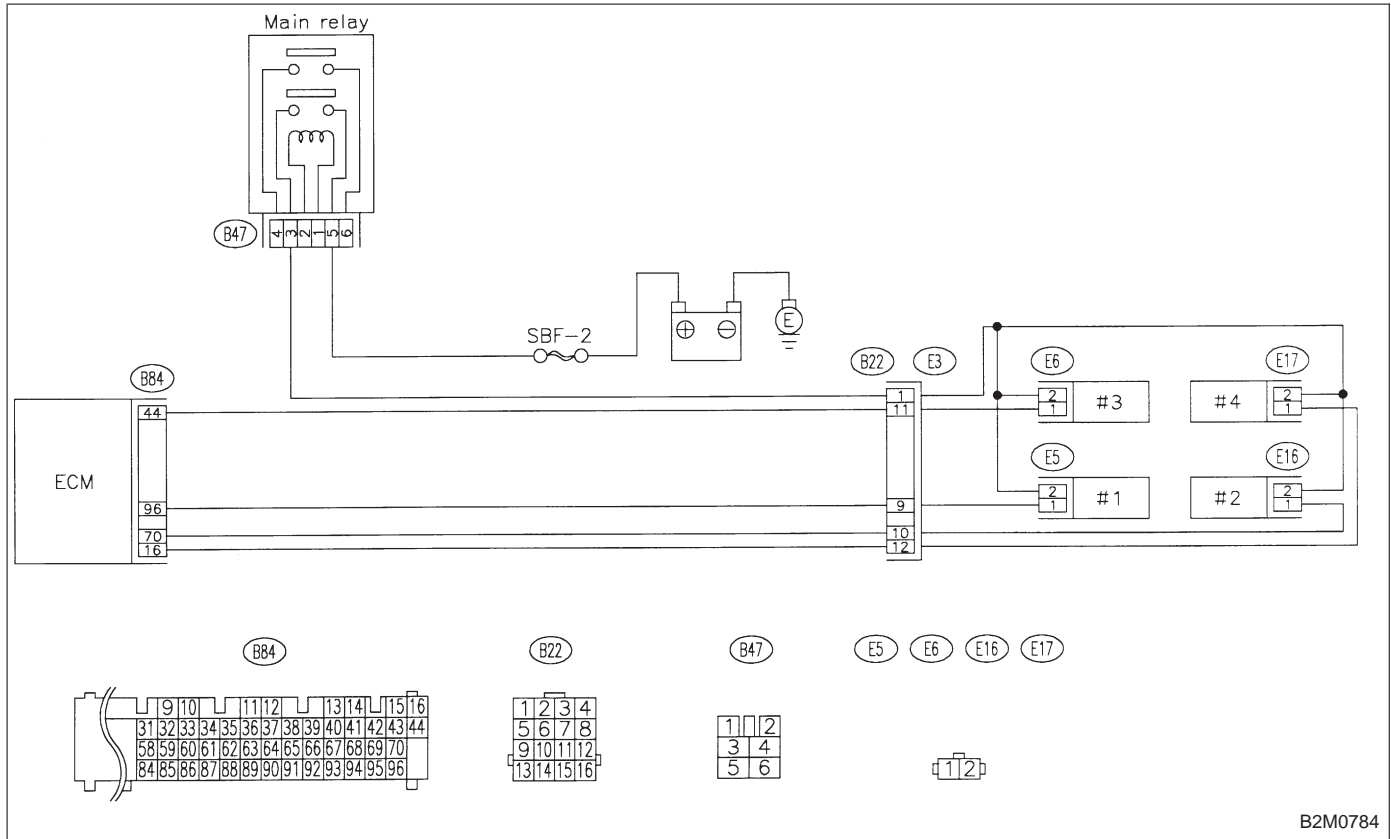 Main relay
B47
4 3 2 1 5 6
SBF-2
E
B84
B22 E3
E6
E17
44
1
11
2
1
#3
#4
2
1
E5
E16
ECM
96
9
2
1
#1
#2
2
1
70
16
10
12
B84
B22
B47
E5 E6 E16 E17
9 10 11 12 13 14 15 16
31 32 33 34 35 36 37 38 39 40 41 42 43 44
58 59 60 61 62 63 64 65 66 67 68 69 70
84 85 86 87 88 89 90 91 92 93 94 95 96
1 2 3 4
5 6 7 8
9 10 11 12
13 14 15 16
1 2
3 4
5 6
1 2
B2M0784